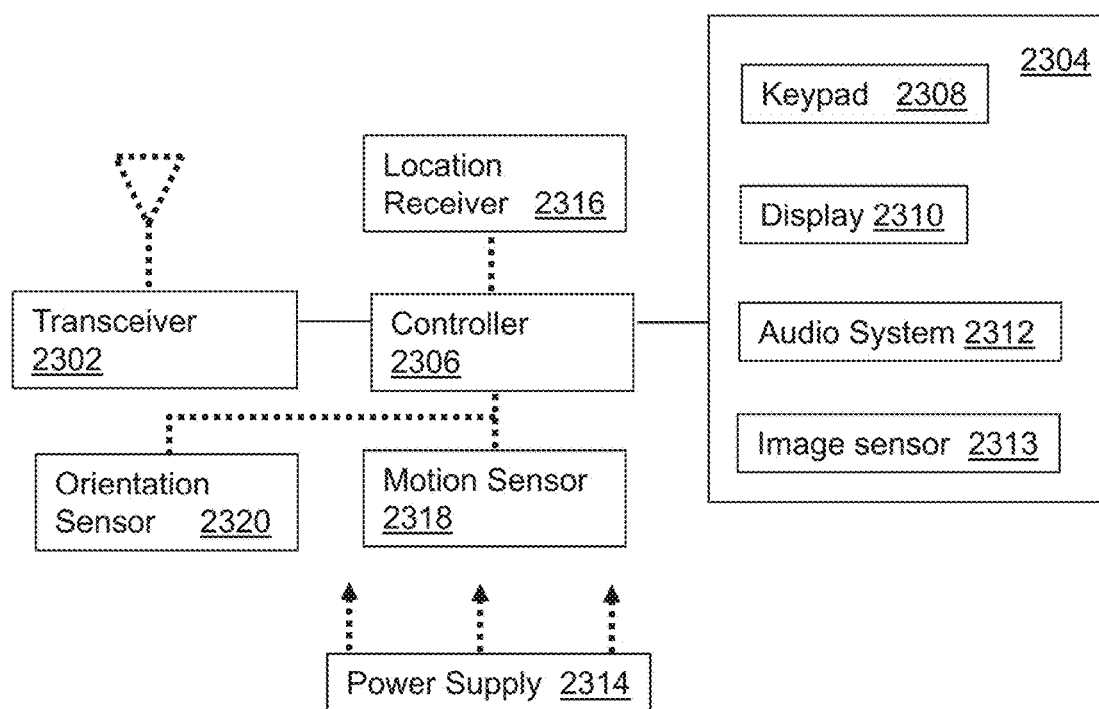 2304
Keypad 2308
Location
Receiver 2316
Display 2310
Transceiver
2302
Controller
2306
Audio System 2312
Image sensor 2313
Orientation
Sensor 2320
Motion Sensor
2318
Power Supply 2314